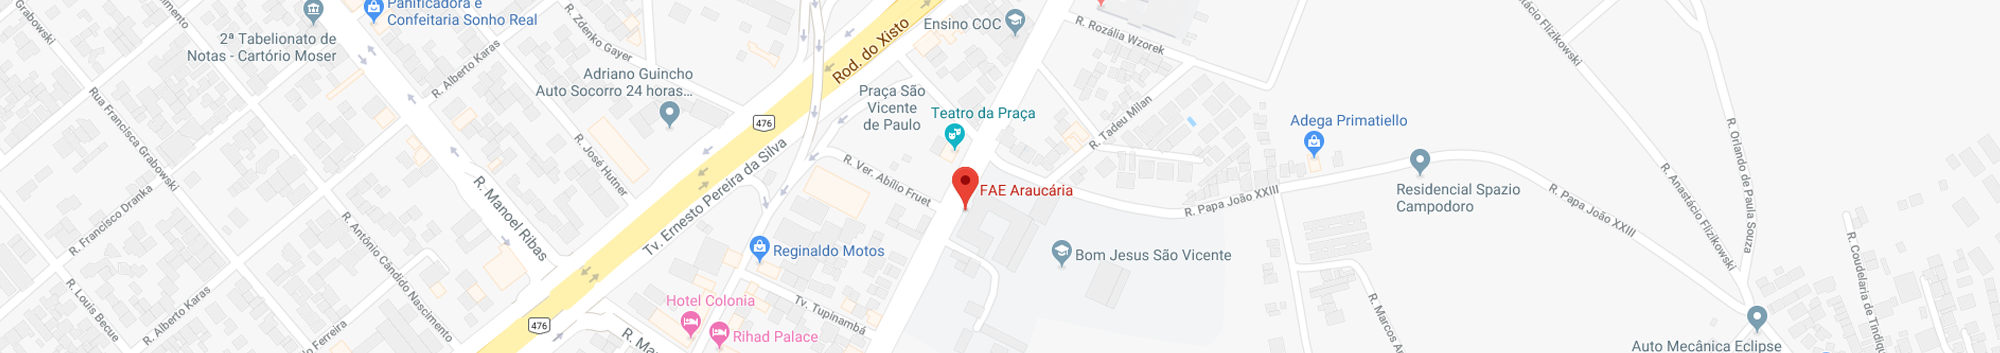 Panificadora e
Confeitaria Sonho Real
Grabowski
2ª Tabelionato de
Notas - Cartório Moser
R. Zdenko Gayer
R. Alberto Karas
Adriano Guincho
Auto Socorro 24 horas...
Rod. do Xisto
476
Ensino COC
R. Rozália Wzorek
Praça São
Vicente
de Paulo
Teatro da Praça
R. Tadeu Milan
Adega Primatiello
Rua Francisca Grabowski
R. José Hutner
R. Manoel Ribas
Tv. Ernesto Pereira da Silva
R. Ver. Abílio Fruet
FAE Araucária
R. Papa João XXIII
Residencial Spazio
Campodoro
R. Papa João XXIII
R. Anastácio Flizikowski
R. Orlando de Paula Souza
R. Francisco Dranka
R. Antônio Cândido Nascimento
Reginaldo Motos
Bom Jesus São Vicente
R. Louis Becue
R. Alberto Karas
Ferreira
476
Hotel Colonia
Rihad Palace
Tv. Tupinambá
R. Marcos
R. Coudelaria de
Auto Mecânica Eclipse